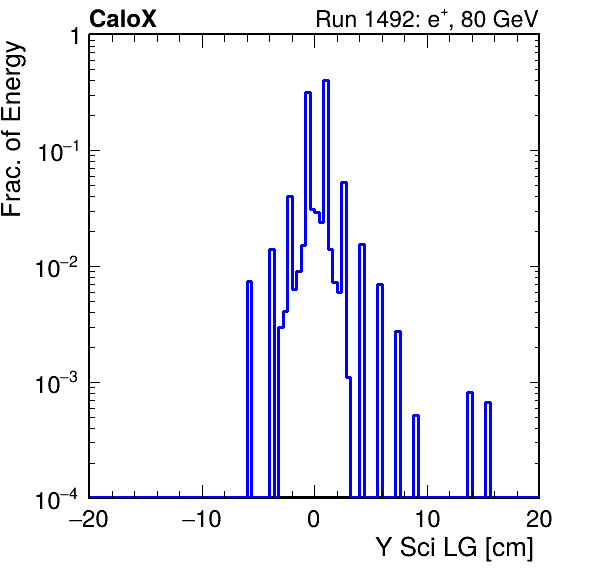 CaloX Run 1492: e⁺, 80 GeV
Frac. of Energy
1
10⁻¹
10⁻²
10⁻³
10⁻⁴
−20 −10 0 10 20
Y Sci LG [cm]